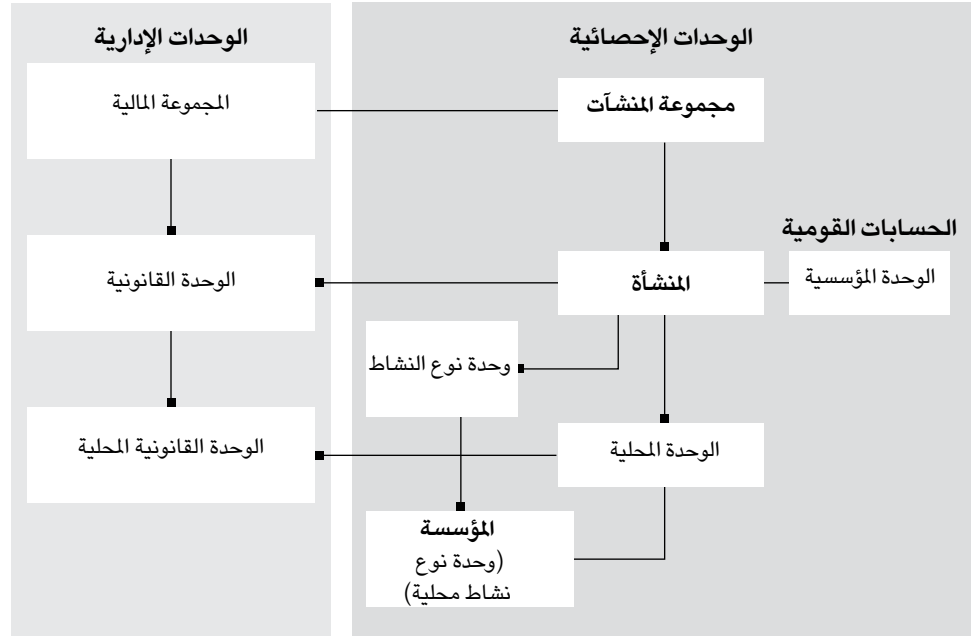 الوحدات الإحصائية
الوحدات الإدارية
مجموعة المنشآت
المجموعة المالية
الحسابات القومية
الوحدة المؤسسية
المنشأة
الوحدة القانونية
وحدة نوع النشاط
الوحدة المحلية
الوحدة القانونية المحلية
المؤسسة
(وحدة نوع
نشاط محلية)